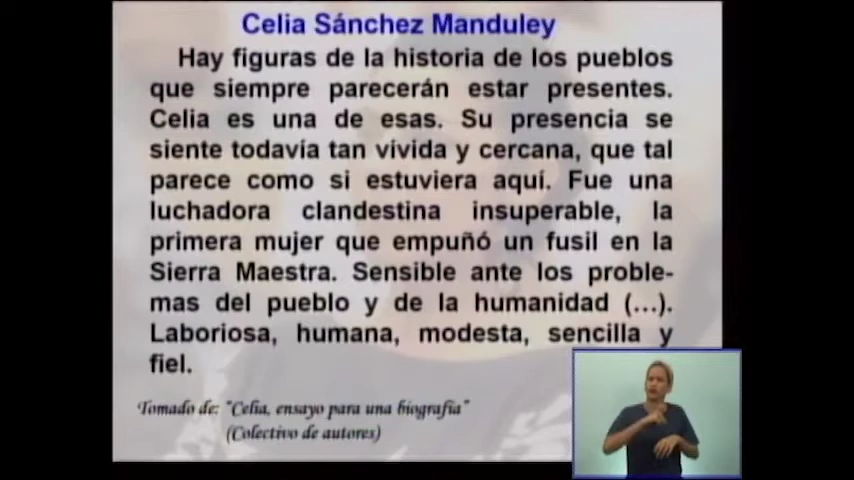 Celia Sánchez Manduley
Hay figuras de la historia de los pueblos
que siempre parecerán estar presentes.
Celia es una de esas. Su presencia se
siente todavía tan vívida y cercana, que tal
parece como si estuviera aquí. Fue una
luchadora clandestina insuperable, la
primera mujer que empuñó un fusil en la
Sierra Maestra. Sensible ante los proble-
mas del pueblo y de la humanidad (...).
Laboriosa, humana, modesta, sencilla y
fiel.
Tomado de: "Celia, ensayo para una biografía"
(Colectivo de autores)